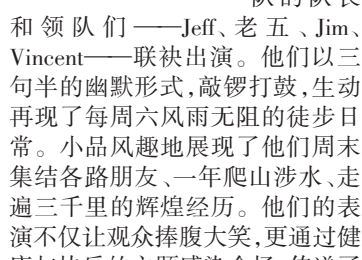 队的队长
和领队们——Jeff、老五、Jim、
Vincent——联袂出演。他们以三
句半的幽默形式,敲锣打鼓,生动
再现了每周六风雨无阻的徒步日
常。小品风趣地展现了他们周末
集结各路朋友、一年爬山涉水、走
遍三千里的辉煌经历。他们的表
演不仅让观众捧腹大笑,更通过健